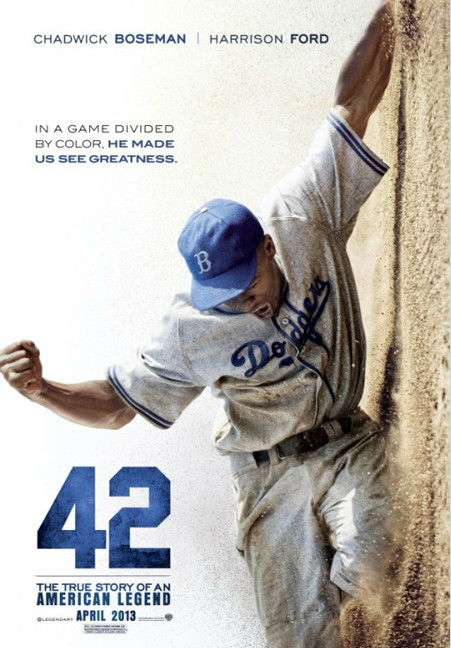 CHADWICK BOSEMAN | HARRISON FORD
IN A GAME DIVIDED
BY COLOR, HE MADE
US SEE GREATNESS.
B
Dodgers
42
THE TRUE STORY OF AN
AMERICAN LEGEND
LEGENDARY APRIL 2013